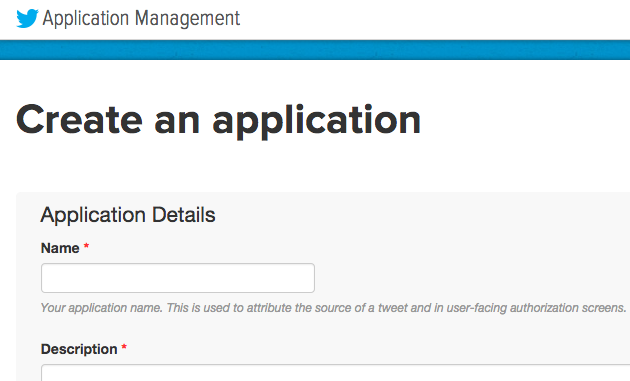 Application Management
Create an application
Application Details
Name *
Your application name. This is used to attribute the source of a tweet and in user-facing authorization screens.
Description *